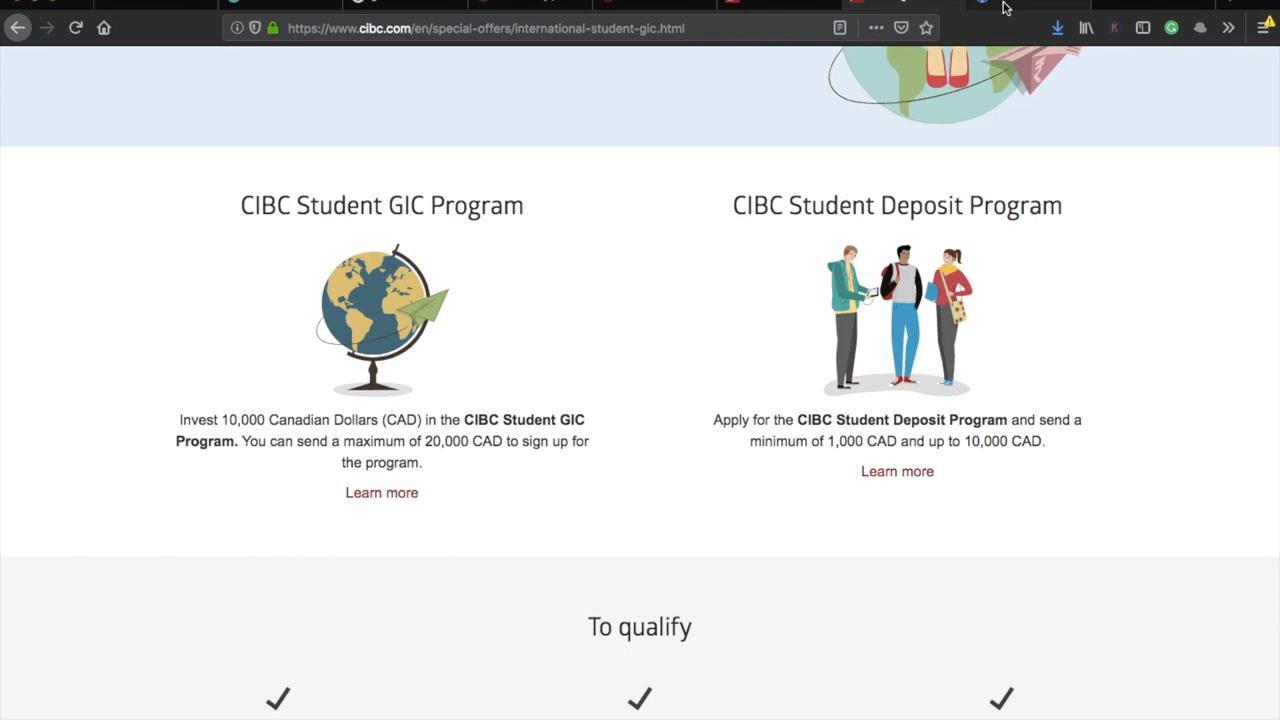 https://www.cibc.com/en/special-offers/international-student-gic.html
CIBC Student GIC Program
Invest 10,000 Canadian Dollars (CAD) in the CIBC Student GIC
Program. You can send a maximum of 20,000 CAD to sign up for
the program.
Learn more
CIBC Student Deposit Program
Apply for the CIBC Student Deposit Program and send a
minimum of 1,000 CAD and up to 10,000 CAD.
Learn more
To qualify